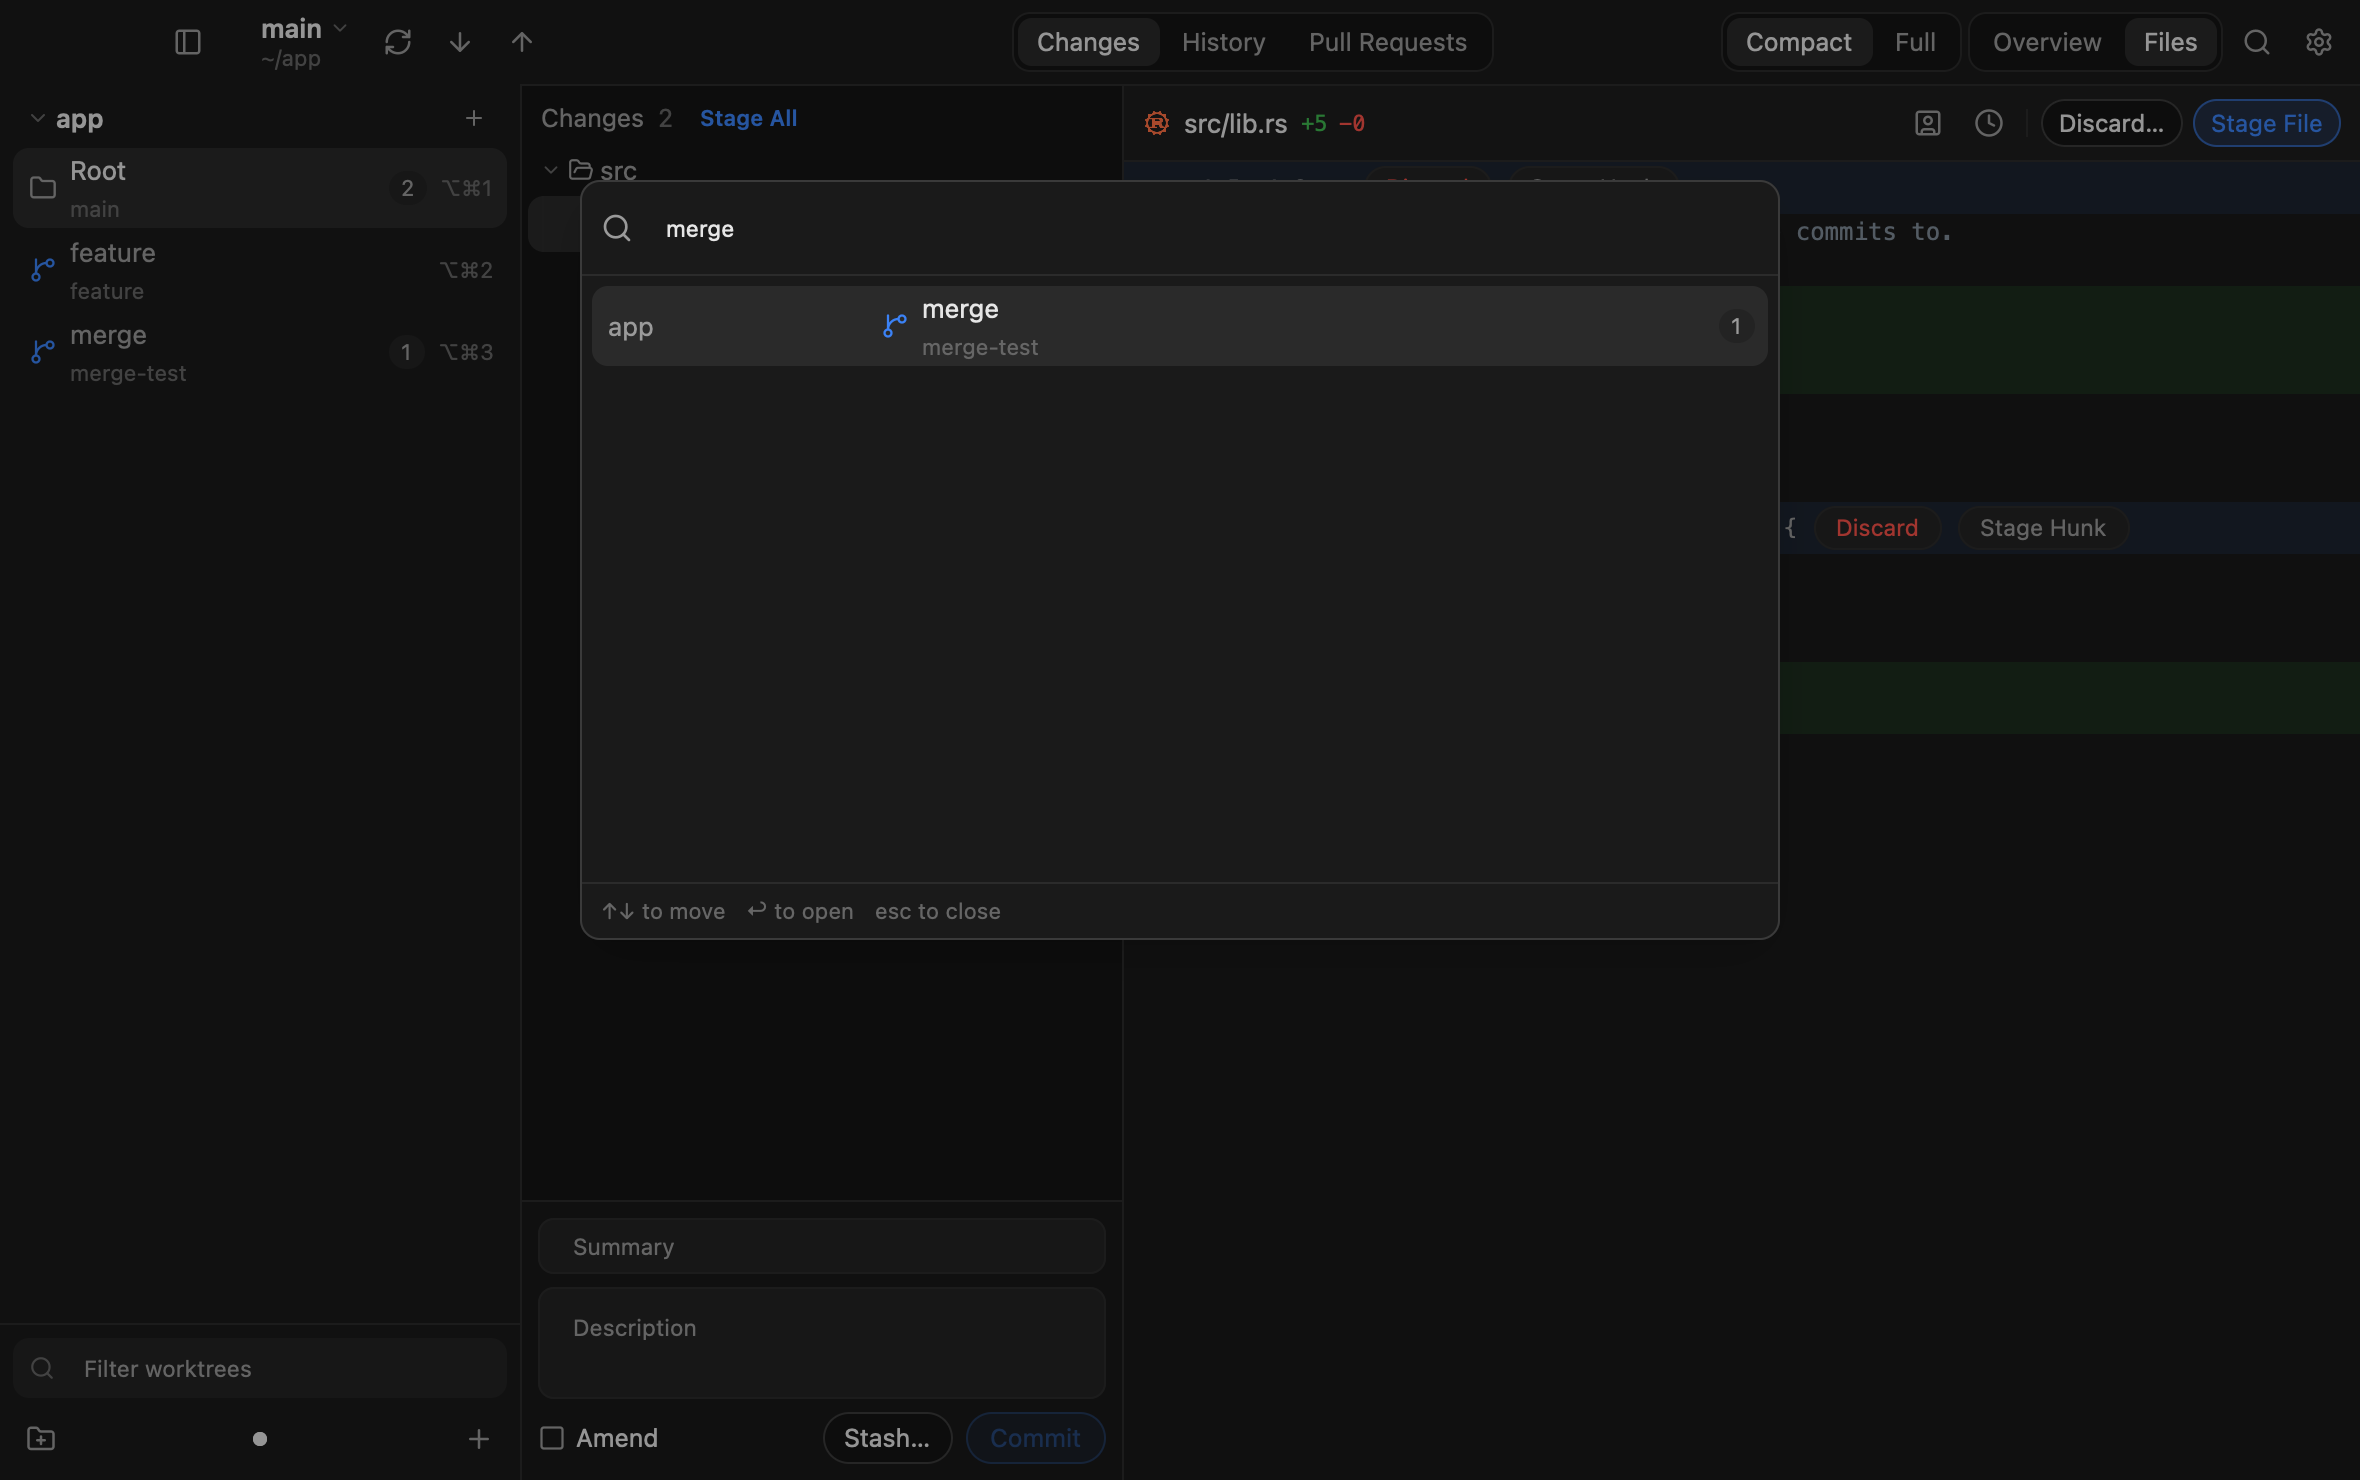 main
~/app
Changes History Pull Requests
Compact Full
Overview Files
app
Root
main
2 ⌥⌘1
feature
feature
⌥⌘2
merge
merge-test
1 ⌥⌘3
Filter worktrees
Changes 2 Stage All
src
src/lib.rs +5 −0
Discard... Stage File
commits to.
{ Discard Stage Hunk
merge
app
merge
merge-test
1
↑↓ to move ↩ to open esc to close
Summary
Description
Amend
Stash... Commit